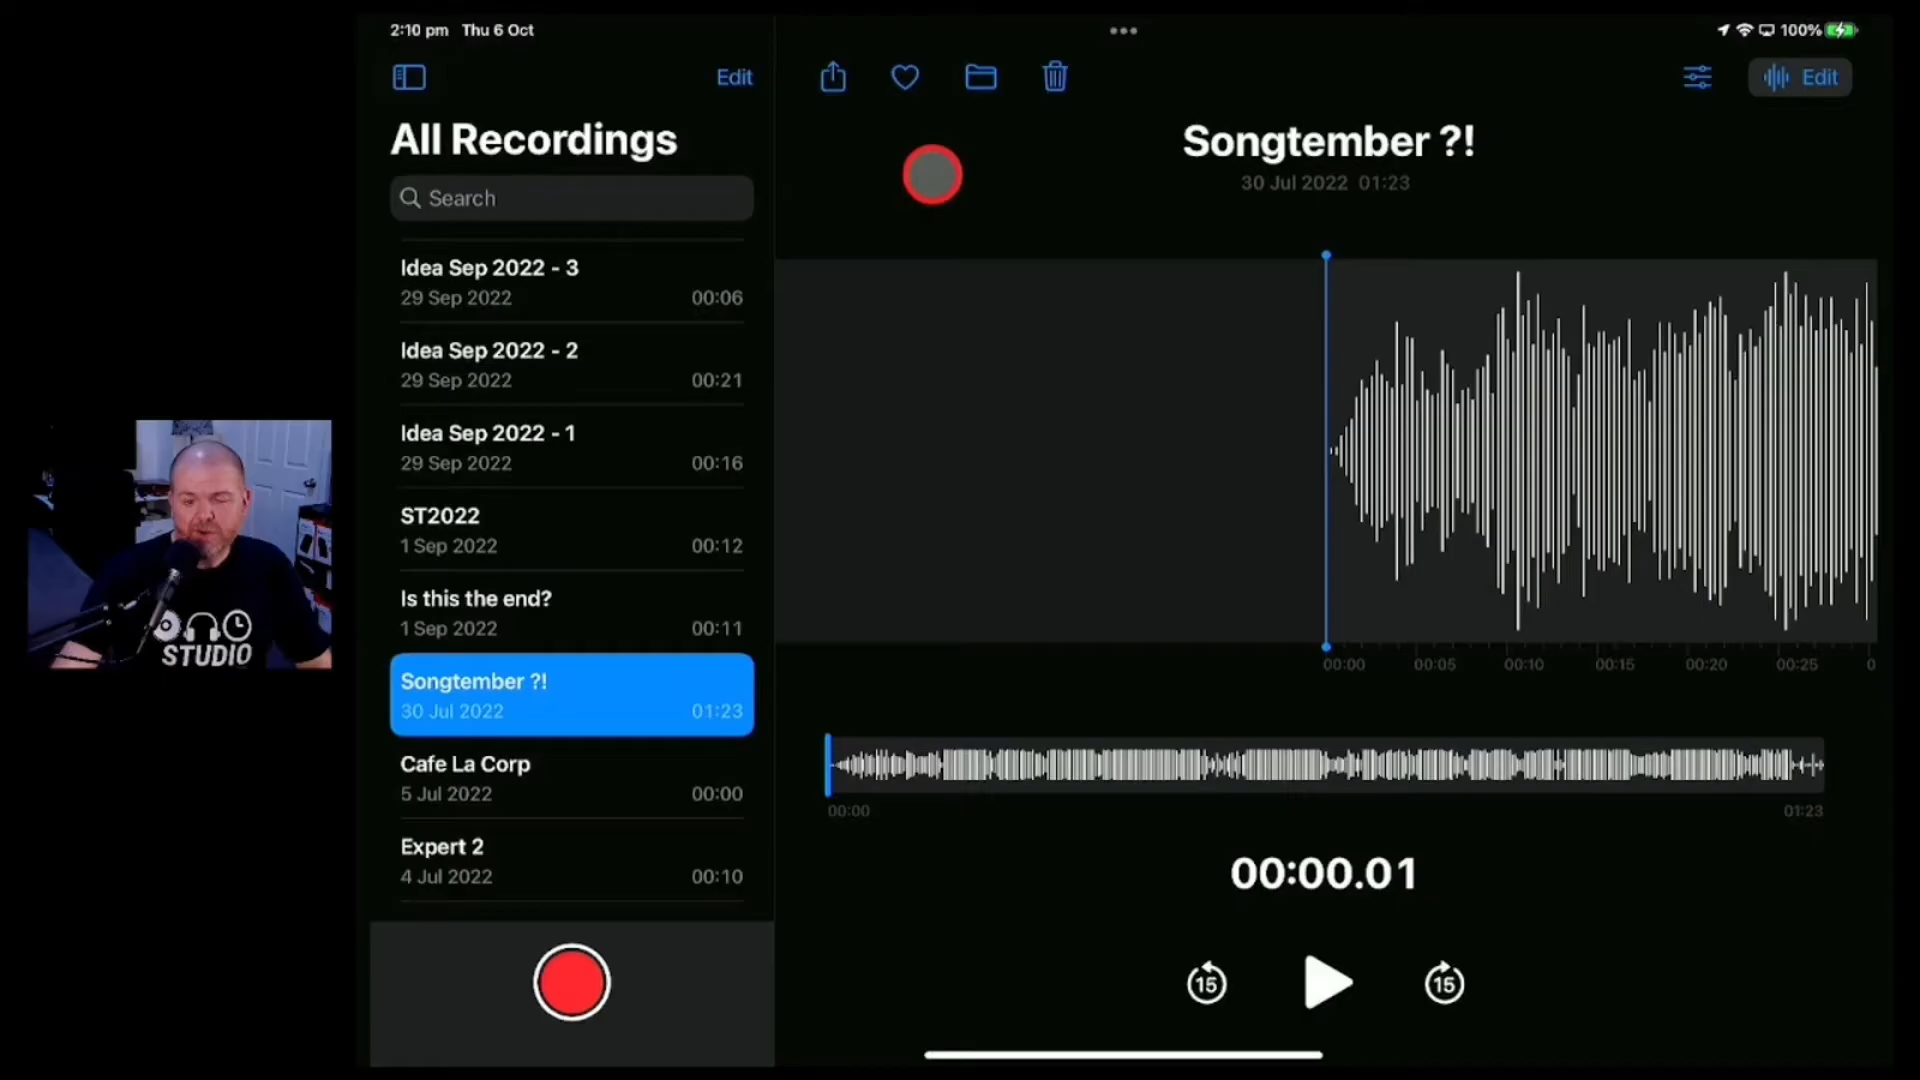 2:10 pm Thu 6 Oct
100%
Edit
Edit
All Recordings
Search
Idea Sep 2022 - 3
29 Sep 2022 00:06
Idea Sep 2022 - 2
29 Sep 2022 00:21
Idea Sep 2022 - 1
29 Sep 2022 00:16
ST2022
1 Sep 2022 00:12
Is this the end?
1 Sep 2022 00:11
Songtember ?!
30 Jul 2022 01:23
Cafe La Corp
5 Jul 2022 00:00
Expert 2
4 Jul 2022 00:10
Songtember ?!
30 Jul 2022 01:23
00:00 00:05 00:10 00:15 00:20 00:25 0
00:00 01:23
00:00.01
15 15
STUDIO